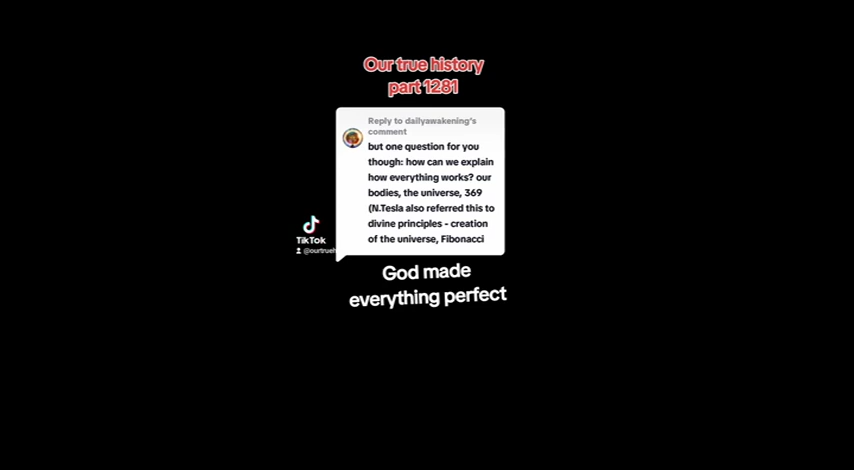 Our true history
part 1281
Reply to dailyawakening's
comment
but one question for you
though: how can we explain
how everything works? our
bodies, the universe, 369
(N.Tesla also referred this to
divine principles - creation
of the universe, Fibonacci
TikTok
@ourtrueh
God made
everything perfect